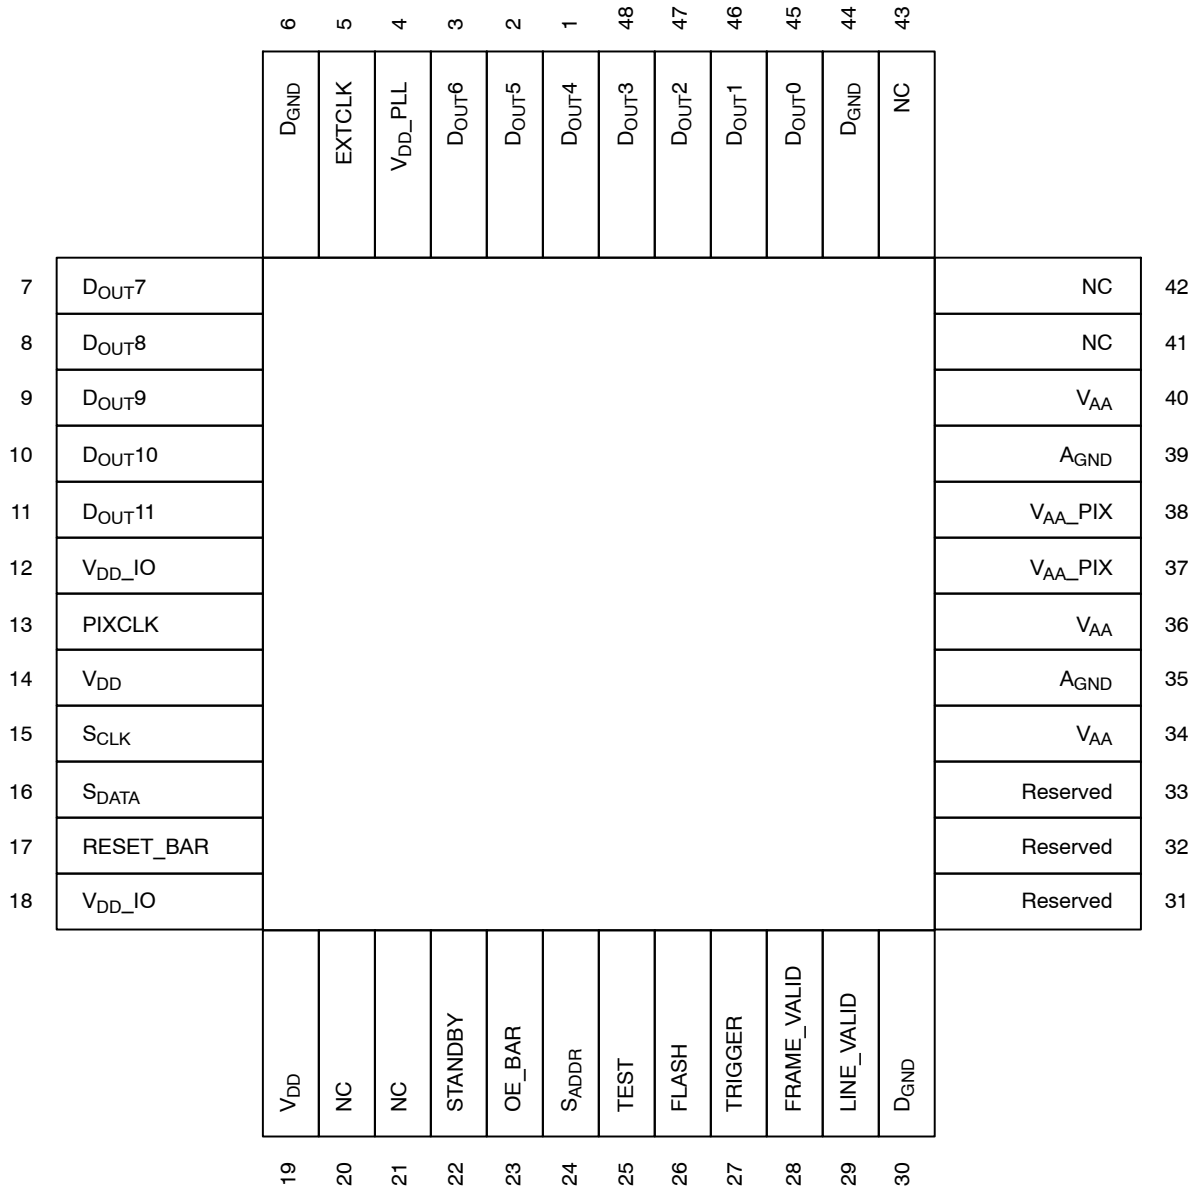 6 5 4 3 2 1 48 47 46 45 44 43
DGND EXTCLK VDD_PLL DOUT6 DOUT5 DOUT4 DOUT3 DOUT2 DOUT1 DOUT0 DGND NC
7 DOUT7 NC 42
8 DOUT8 NC 41
9 DOUT9 VAA 40
10 DOUT10 AGND 39
11 DOUT11 VAA_PIX 38
12 VDD_IO VAA_PIX 37
13 PIXCLK VAA 36
14 VDD AGND 35
15 SCLK VAA 34
16 SDATA Reserved 33
17 RESET_BAR Reserved 32
18 VDD_IO Reserved 31
VDD NC NC STANDBY OE_BAR SADDR TEST FLASH TRIGGER FRAME_VALID LINE_VALID DGND
19 20 21 22 23 24 25 26 27 28 29 30